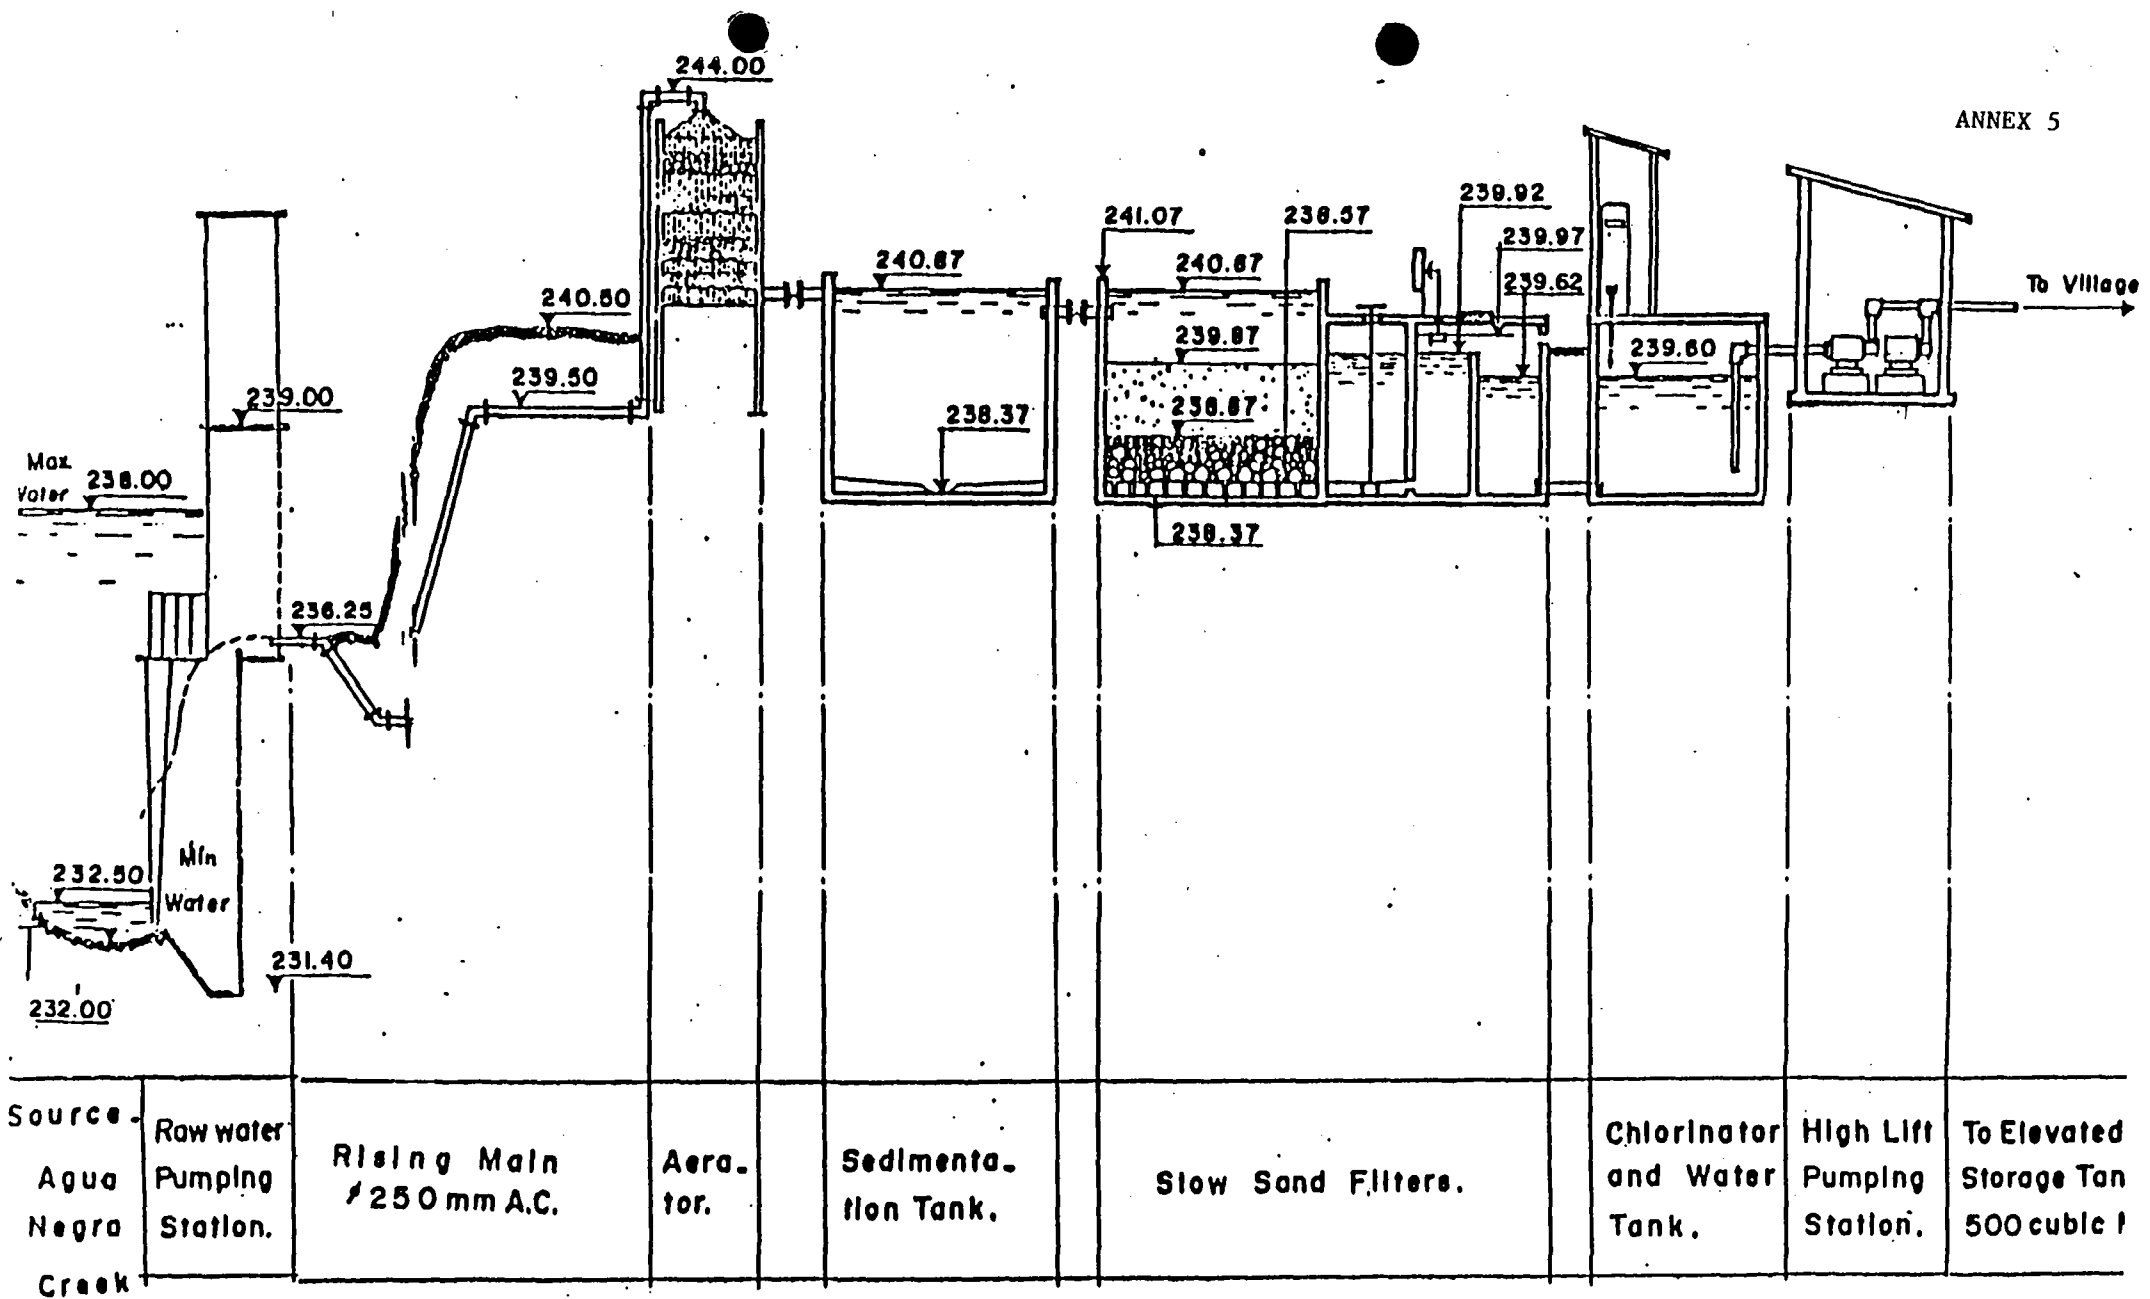 244.00
ANNEX 5
239.92
241.07
238.57
239.97
240.67
240.67
239.62
To Village
240.50
239.87
239.60
239.50
239.00
238.67
238.37
Max.
Water
238.00
238.37
236.25
Min
232.50
Water
231.40
232.00
Source.
Agua
Negra
Creek
Raw water
Pumping
Station.
Rising Main
ø 250 mm A.C.
Aera-
tor.
Sedimenta-
tion Tank.
Slow Sand Filters.
Chlorinator
and Water
Tank.
High Lift
Pumping
Station.
To Elevated
Storage Tan
500 cubic